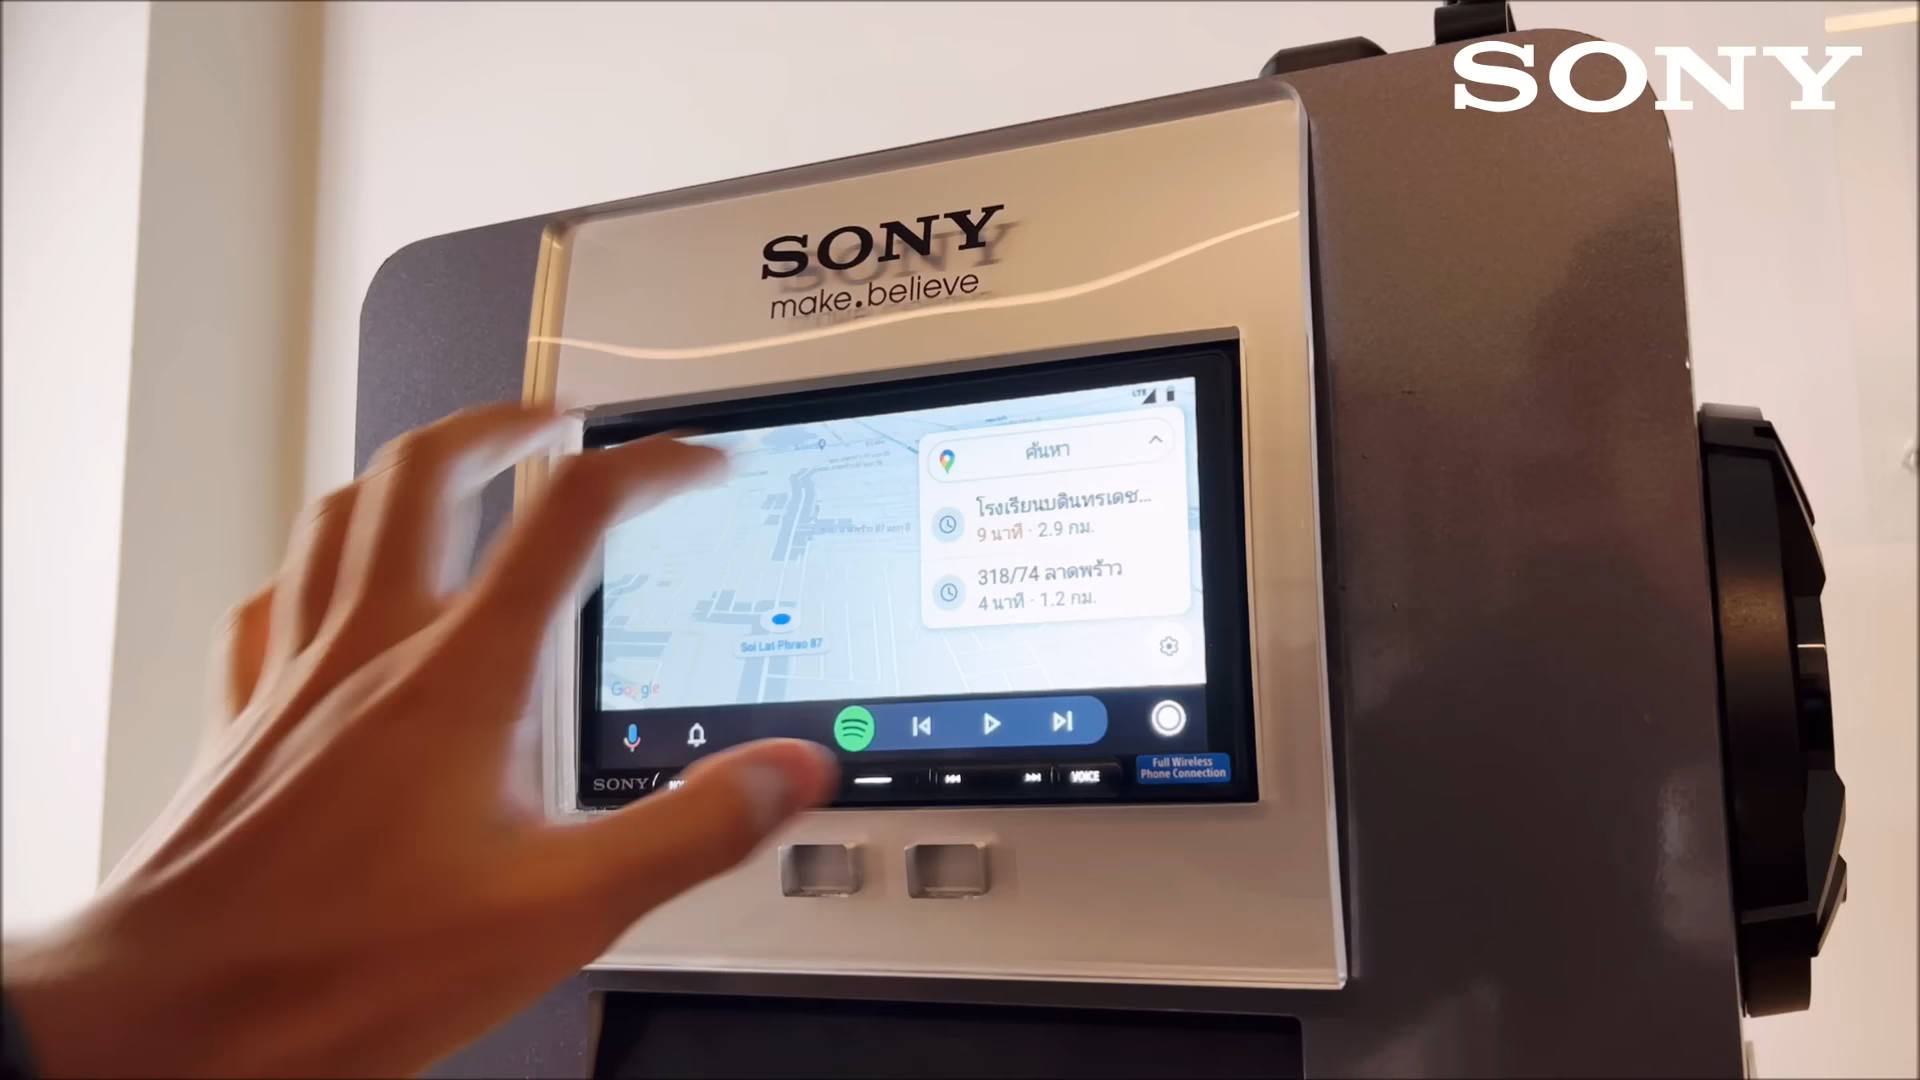 SONY
SONY
make.believe
LTE
ค้นหา
โรงเรียนบดินทรเดช...
9 นาที · 2.9 กม.
318/74 ลาดพร้าว
4 นาที · 1.2 กม.
Soi Lat Phrao 87
Google
SONY
VOICE
Full Wireless
Phone Connection